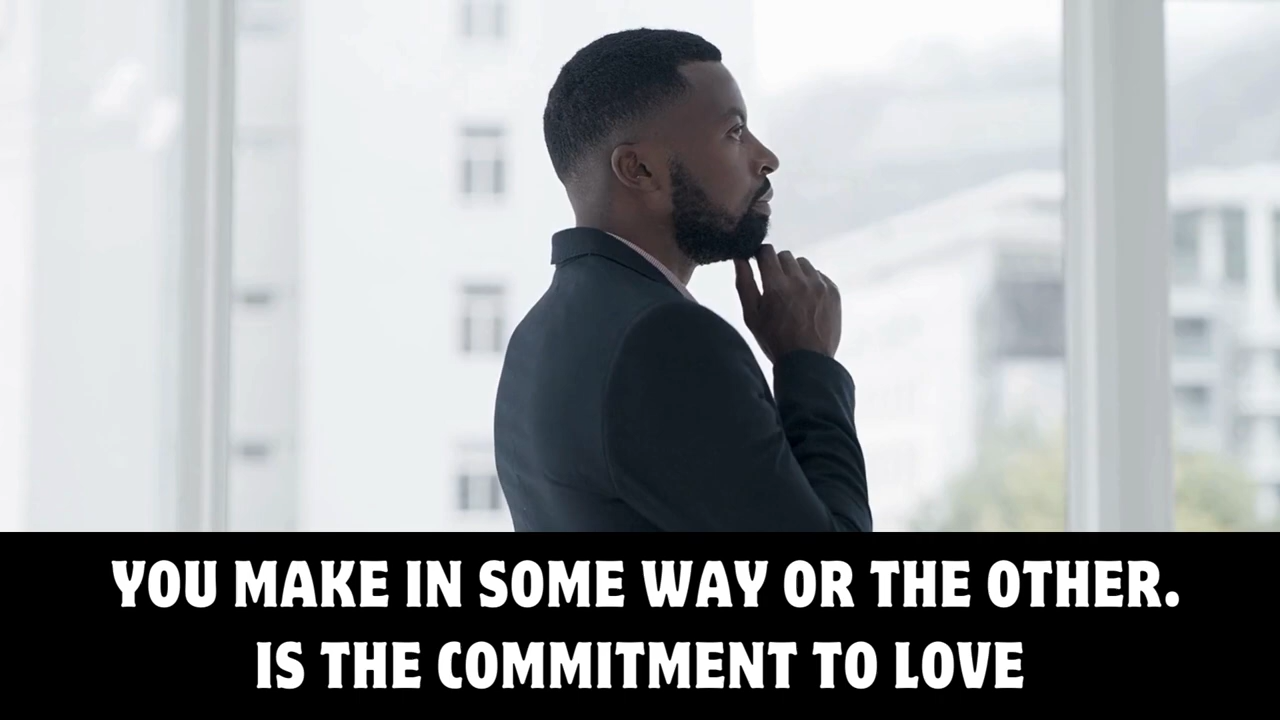 YOU MAKE IN SOME WAY OR THE OTHER.
IS THE COMMITMENT TO LOVE